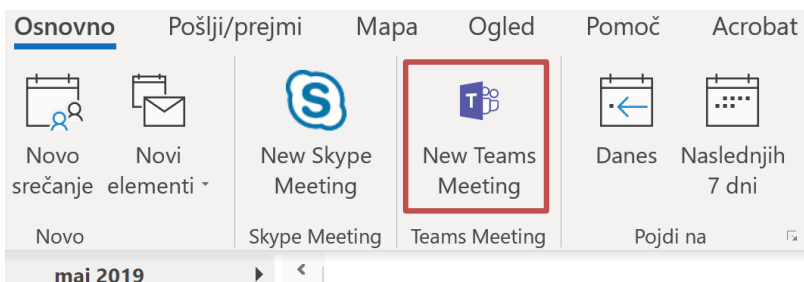 Osnovno Pošlji/prejmi Mapa Ogled Pomoč Acrobat
S T
Novo Novi New Skype New Teams Danes Naslednjih
srečanje elementi Meeting Meeting 7 dni
Novo Skype Meeting Teams Meeting Pojdi na
maj 2019